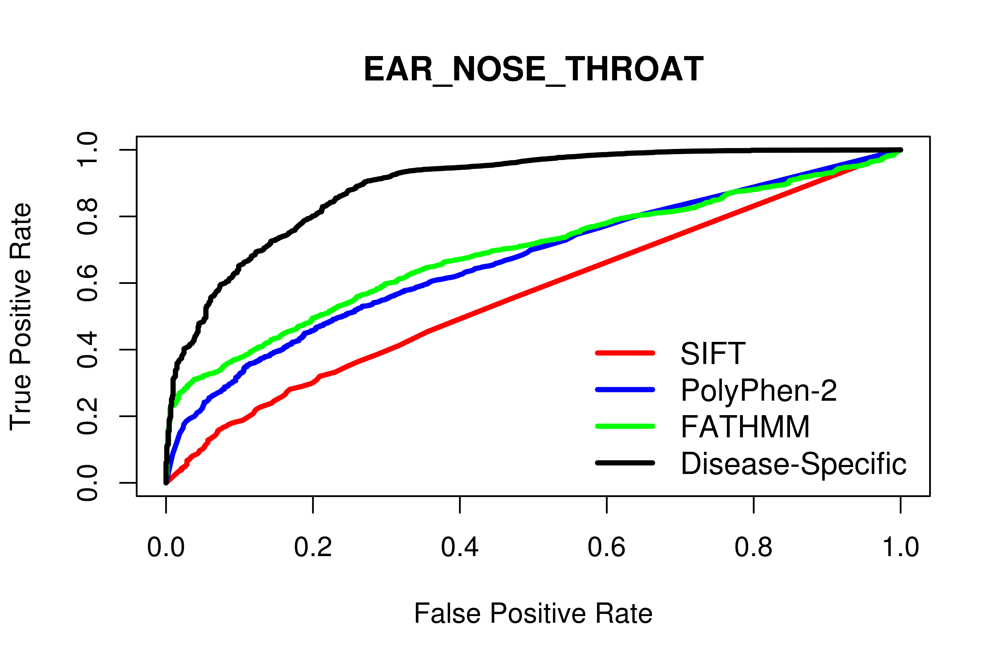 EAR_NOSE_THROAT
True Positive Rate
1.0
0.8
0.6
0.4
0.2
0.0
SIFT
PolyPhen-2
FATHMM
Disease-Specific
0.0 0.2 0.4 0.6 0.8 1.0
False Positive Rate